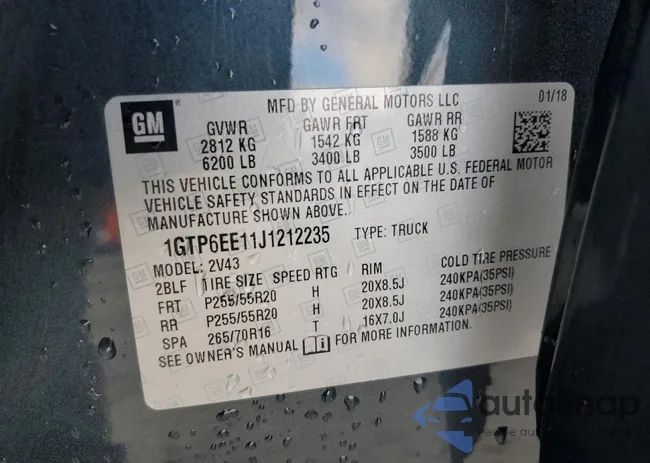 MFD BY GENERAL MOTORS LLC 01/18
GM
GVWR GAWR FRT GAWR RR
2812 KG 1542 KG 1588 KG
6200 LB 3400 LB 3500 LB
THIS VEHICLE CONFORMS TO ALL APPLICABLE U.S. FEDERAL MOTOR
VEHICLE SAFETY STANDARDS IN EFFECT ON THE DATE OF
MANUFACTURE SHOWN ABOVE.
1GTP6EE11J1212235 TYPE: TRUCK
MODEL: 2V43
2BLF TIRE SIZE SPEED RTG RIM COLD TIRE PRESSURE
FRT P255/55R20 H 20X8.5J 240KPA(35PSI)
RR P255/55R20 H 20X8.5J 240KPA(35PSI)
SPA 265/70R16 T 16X7.0J 240KPA(35PSI)
SEE OWNER'S MANUAL FOR MORE INFORMATION.
autoshap